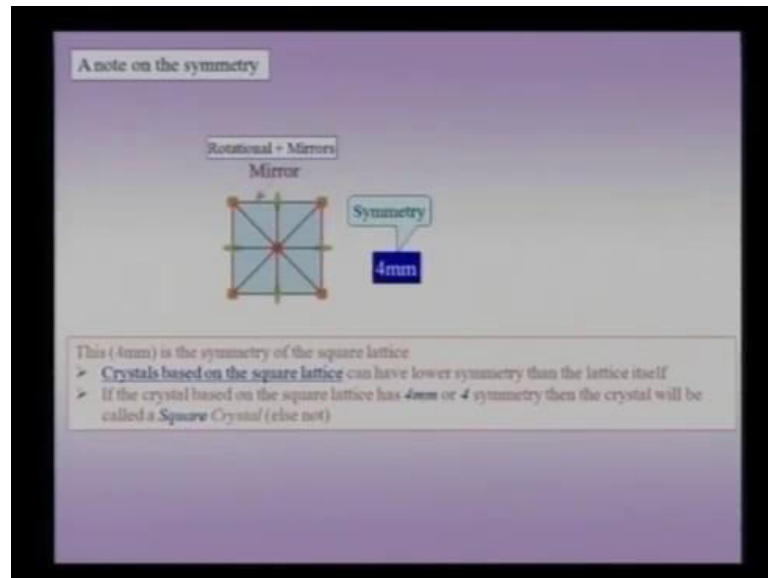 A note on the symmetry
Rotational + Mirrors
Mirror
Symmetry
4mm
This (4mm) is the symmetry of the square lattice
➢ Crystals based on the square lattice can have lower symmetry than the lattice itself
➢ If the crystal based on the square lattice has 4mm or 4 symmetry then the crystal will be
called a Square Crystal (else not)